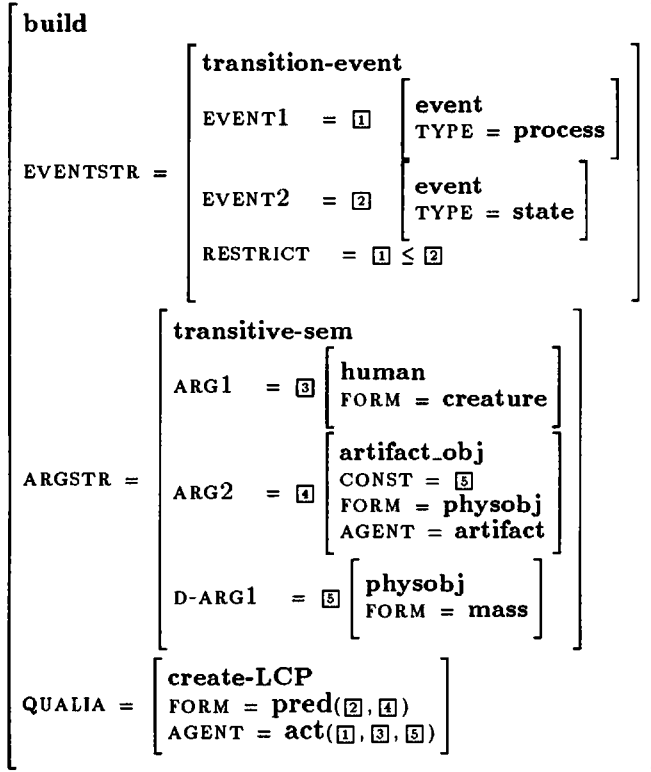 build
transition-event
EVENT1 = 1
event
TYPE = process
EVENTSTR =
EVENT2 = 2
event
TYPE = state
RESTRICT = 1 ≤ 2
transitive-sem
ARG1 = 3
human
FORM = creature
ARGSTR =
ARG2 = 4
artifact_obj
CONST = 5
FORM = physobj
AGENT = artifact
D-ARG1 = 5
physobj
FORM = mass
QUALIA =
create-LCP
FORM = pred(2, 4)
AGENT = act(1, 3, 5)